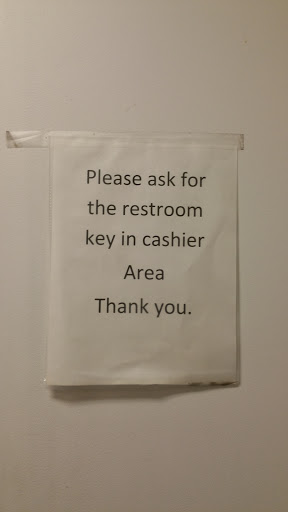 Please ask for
the restroom
key in cashier
Area
Thank you.